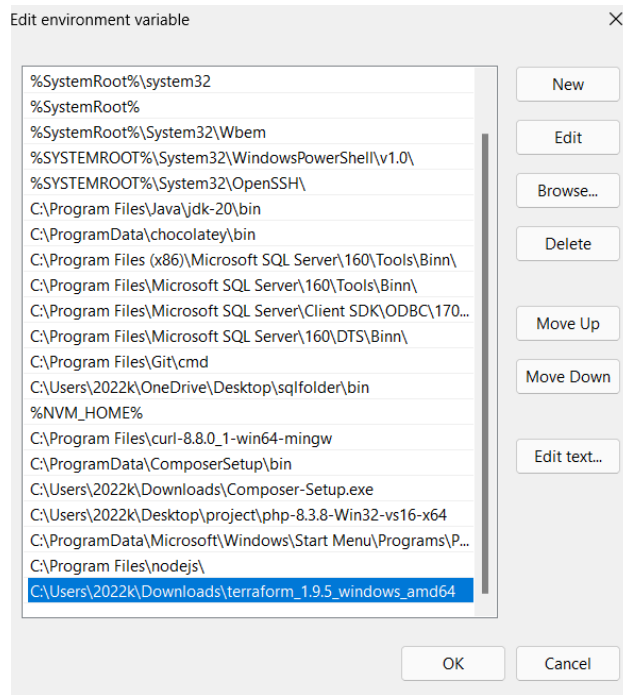 Edit environment variable
%SystemRoot%\system32
%SystemRoot%
%SystemRoot%\System32\Wbem
%SYSTEMROOT%\System32\WindowsPowerShell\v1.0\
%SYSTEMROOT%\System32\OpenSSH\
C:\Program Files\Java\jdk-20\bin
C:\ProgramData\chocolatey\bin
C:\Program Files (x86)\Microsoft SQL Server\160\Tools\Binn\
C:\Program Files\Microsoft SQL Server\160\Tools\Binn\
C:\Program Files\Microsoft SQL Server\Client SDK\ODBC\170...
C:\Program Files\Microsoft SQL Server\160\DTS\Binn\
C:\Program Files\Git\cmd
C:\Users\2022k\OneDrive\Desktop\sqlfolder\bin
%NVM_HOME%
C:\Program Files\curl-8.8.0_1-win64-mingw
C:\ProgramData\ComposerSetup\bin
C:\Users\2022k\Downloads\Composer-Setup.exe
C:\Users\2022k\Desktop\project\php-8.3.8-Win32-vs16-x64
C:\ProgramData\Microsoft\Windows\Start Menu\Programs\P...
C:\Program Files\nodejs\
C:\Users\2022k\Downloads\terraform_1.9.5_windows_amd64
New
Edit
Browse...
Delete
Move Up
Move Down
Edit text...
OK
Cancel